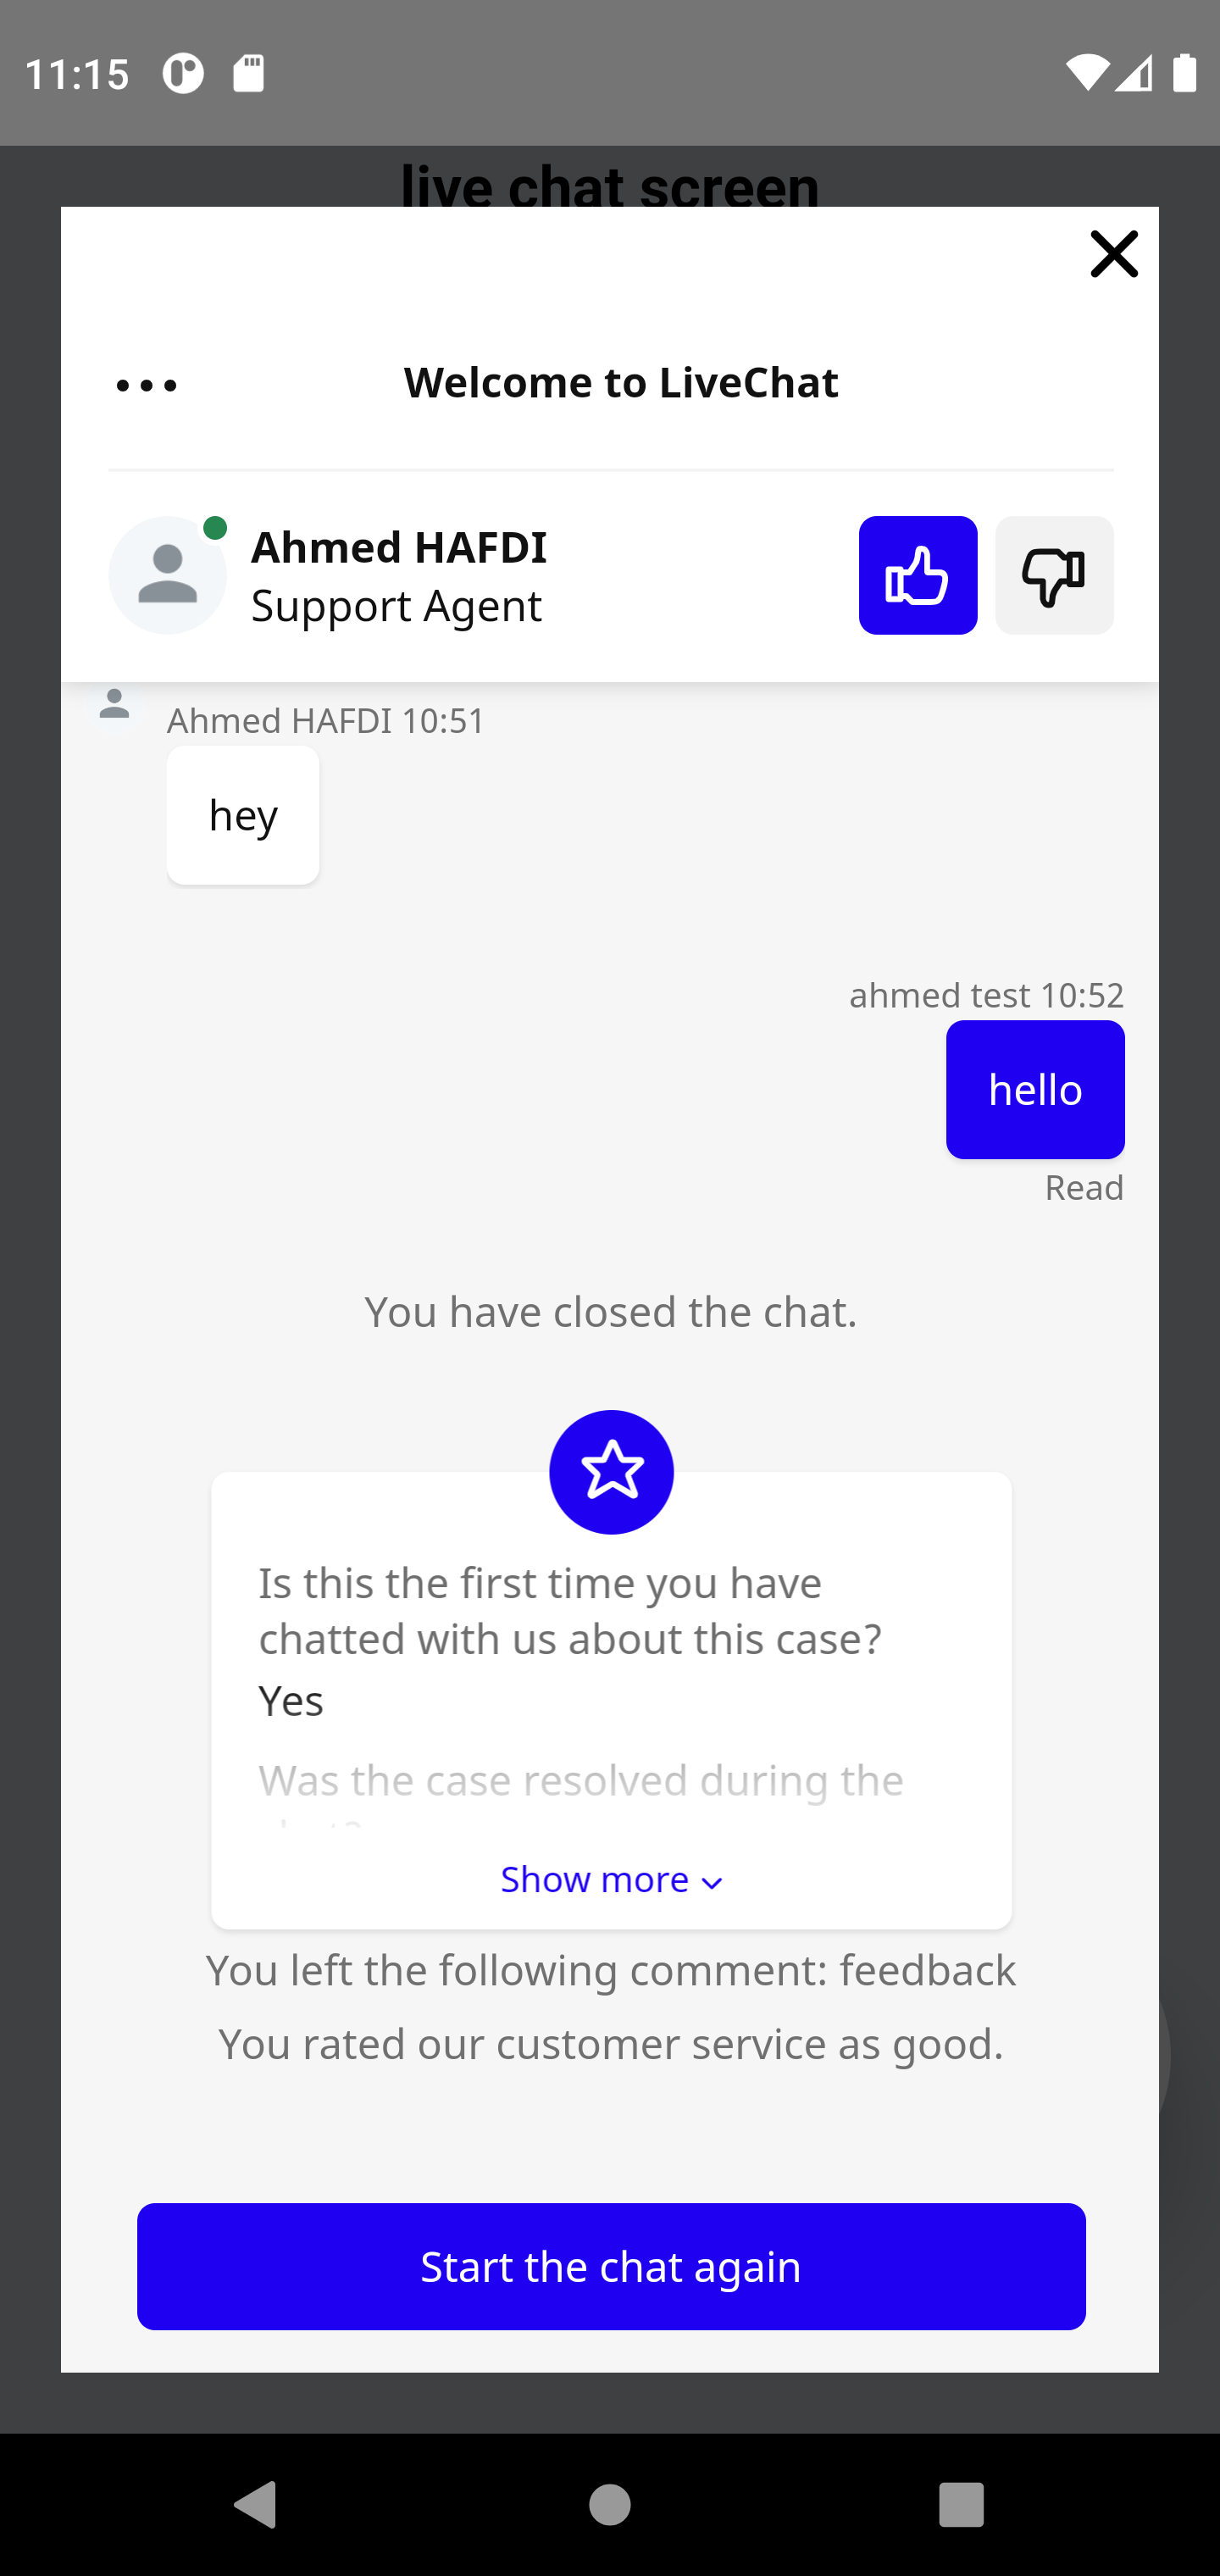 11:15
live chat screen
Welcome to LiveChat
Ahmed HAFDI
Support Agent
Ahmed HAFDI 10:51
hey
ahmed test 10:52
hello
Read
You have closed the chat.
Is this the first time you have
chatted with us about this case?
Yes
Was the case resolved during the
Show more
You left the following comment: feedback
You rated our customer service as good.
Start the chat again